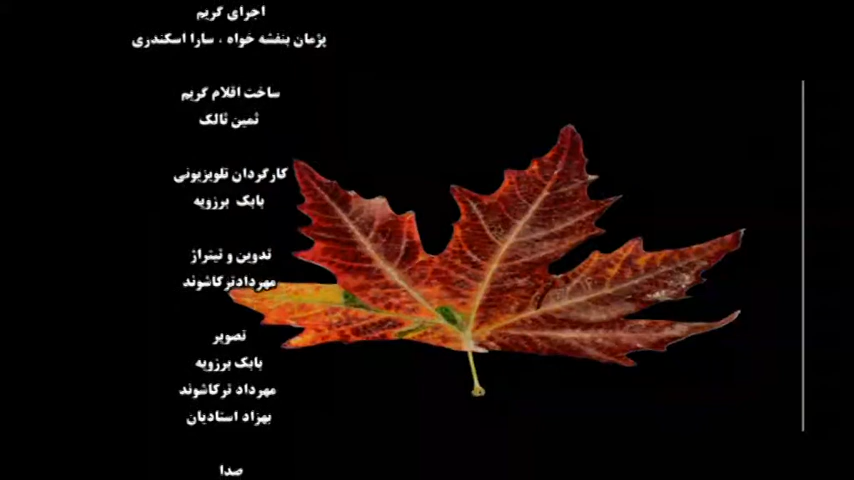 اجرای گریم
پژمان بنفشه خواه ، سارا اسکندری
ساخت اقلام گریم
ثمین ثالک
کارگردان تلویزیونی
بابک برزویه
تدوین و تیتراژ
مهردادترکاشوند
تصویر
بابک برزویه
مهرداد ترکاشوند
بهزاد استادیان
صدا